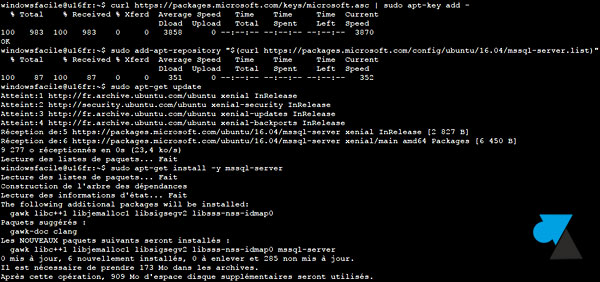 windowsfacile@u16fr:~$ curl https://packages.microsoft.com/keys/microsoft.asc | sudo apt-key add -
% Total % Received % Xferd Average Speed Time Time Time Current
Dload Upload Total Spent Left Speed
100 983 100 983 0 0 3858 0 --:--:-- --:--:-- --:--:-- 3870
OK
windowsfacile@u16fr:~$ sudo add-apt-repository "$(curl https://packages.microsoft.com/config/ubuntu/16.04/mssql-server.list)"
% Total % Received % Xferd Average Speed Time Time Time Current
Dload Upload Total Spent Left Speed
100 87 100 87 0 0 351 0 --:--:-- --:--:-- --:--:-- 352
windowsfacile@u16fr:~$ sudo apt-get update
Atteint:1 http://fr.archive.ubuntu.com/ubuntu xenial InRelease
Atteint:2 http://security.ubuntu.com/ubuntu xenial-security InRelease
Atteint:3 http://fr.archive.ubuntu.com/ubuntu xenial-updates InRelease
Atteint:4 http://fr.archive.ubuntu.com/ubuntu xenial-backports InRelease
Réception de:5 https://packages.microsoft.com/ubuntu/16.04/mssql-server xenial InRelease [2 827 B]
Réception de:6 https://packages.microsoft.com/ubuntu/16.04/mssql-server xenial/main amd64 Packages [6 450 B]
9 277 o réceptionnés en 0s (23,4 ko/s)
Lecture des listes de paquets... Fait
windowsfacile@u16fr:~$ sudo apt-get install -y mssql-server
Lecture des listes de paquets... Fait
Construction de l'arbre des dépendances
Lecture des informations d'état... Fait
The following additional packages will be installed:
gawk libc++1 libjemalloc1 libsigsegv2 libsss-nss-idmap0
Paquets suggérés :
gawk-doc clang
Les NOUVEAUX paquets suivants seront installés :
gawk libc++1 libjemalloc1 libsigsegv2 libsss-nss-idmap0 mssql-server
0 mis à jour, 6 nouvellement installés, 0 à enlever et 285 non mis à jour.
Il est nécessaire de prendre 173 Mo dans les archives.
Après cette opération, 909 Mo d'espace disque supplémentaires seront utilisés.